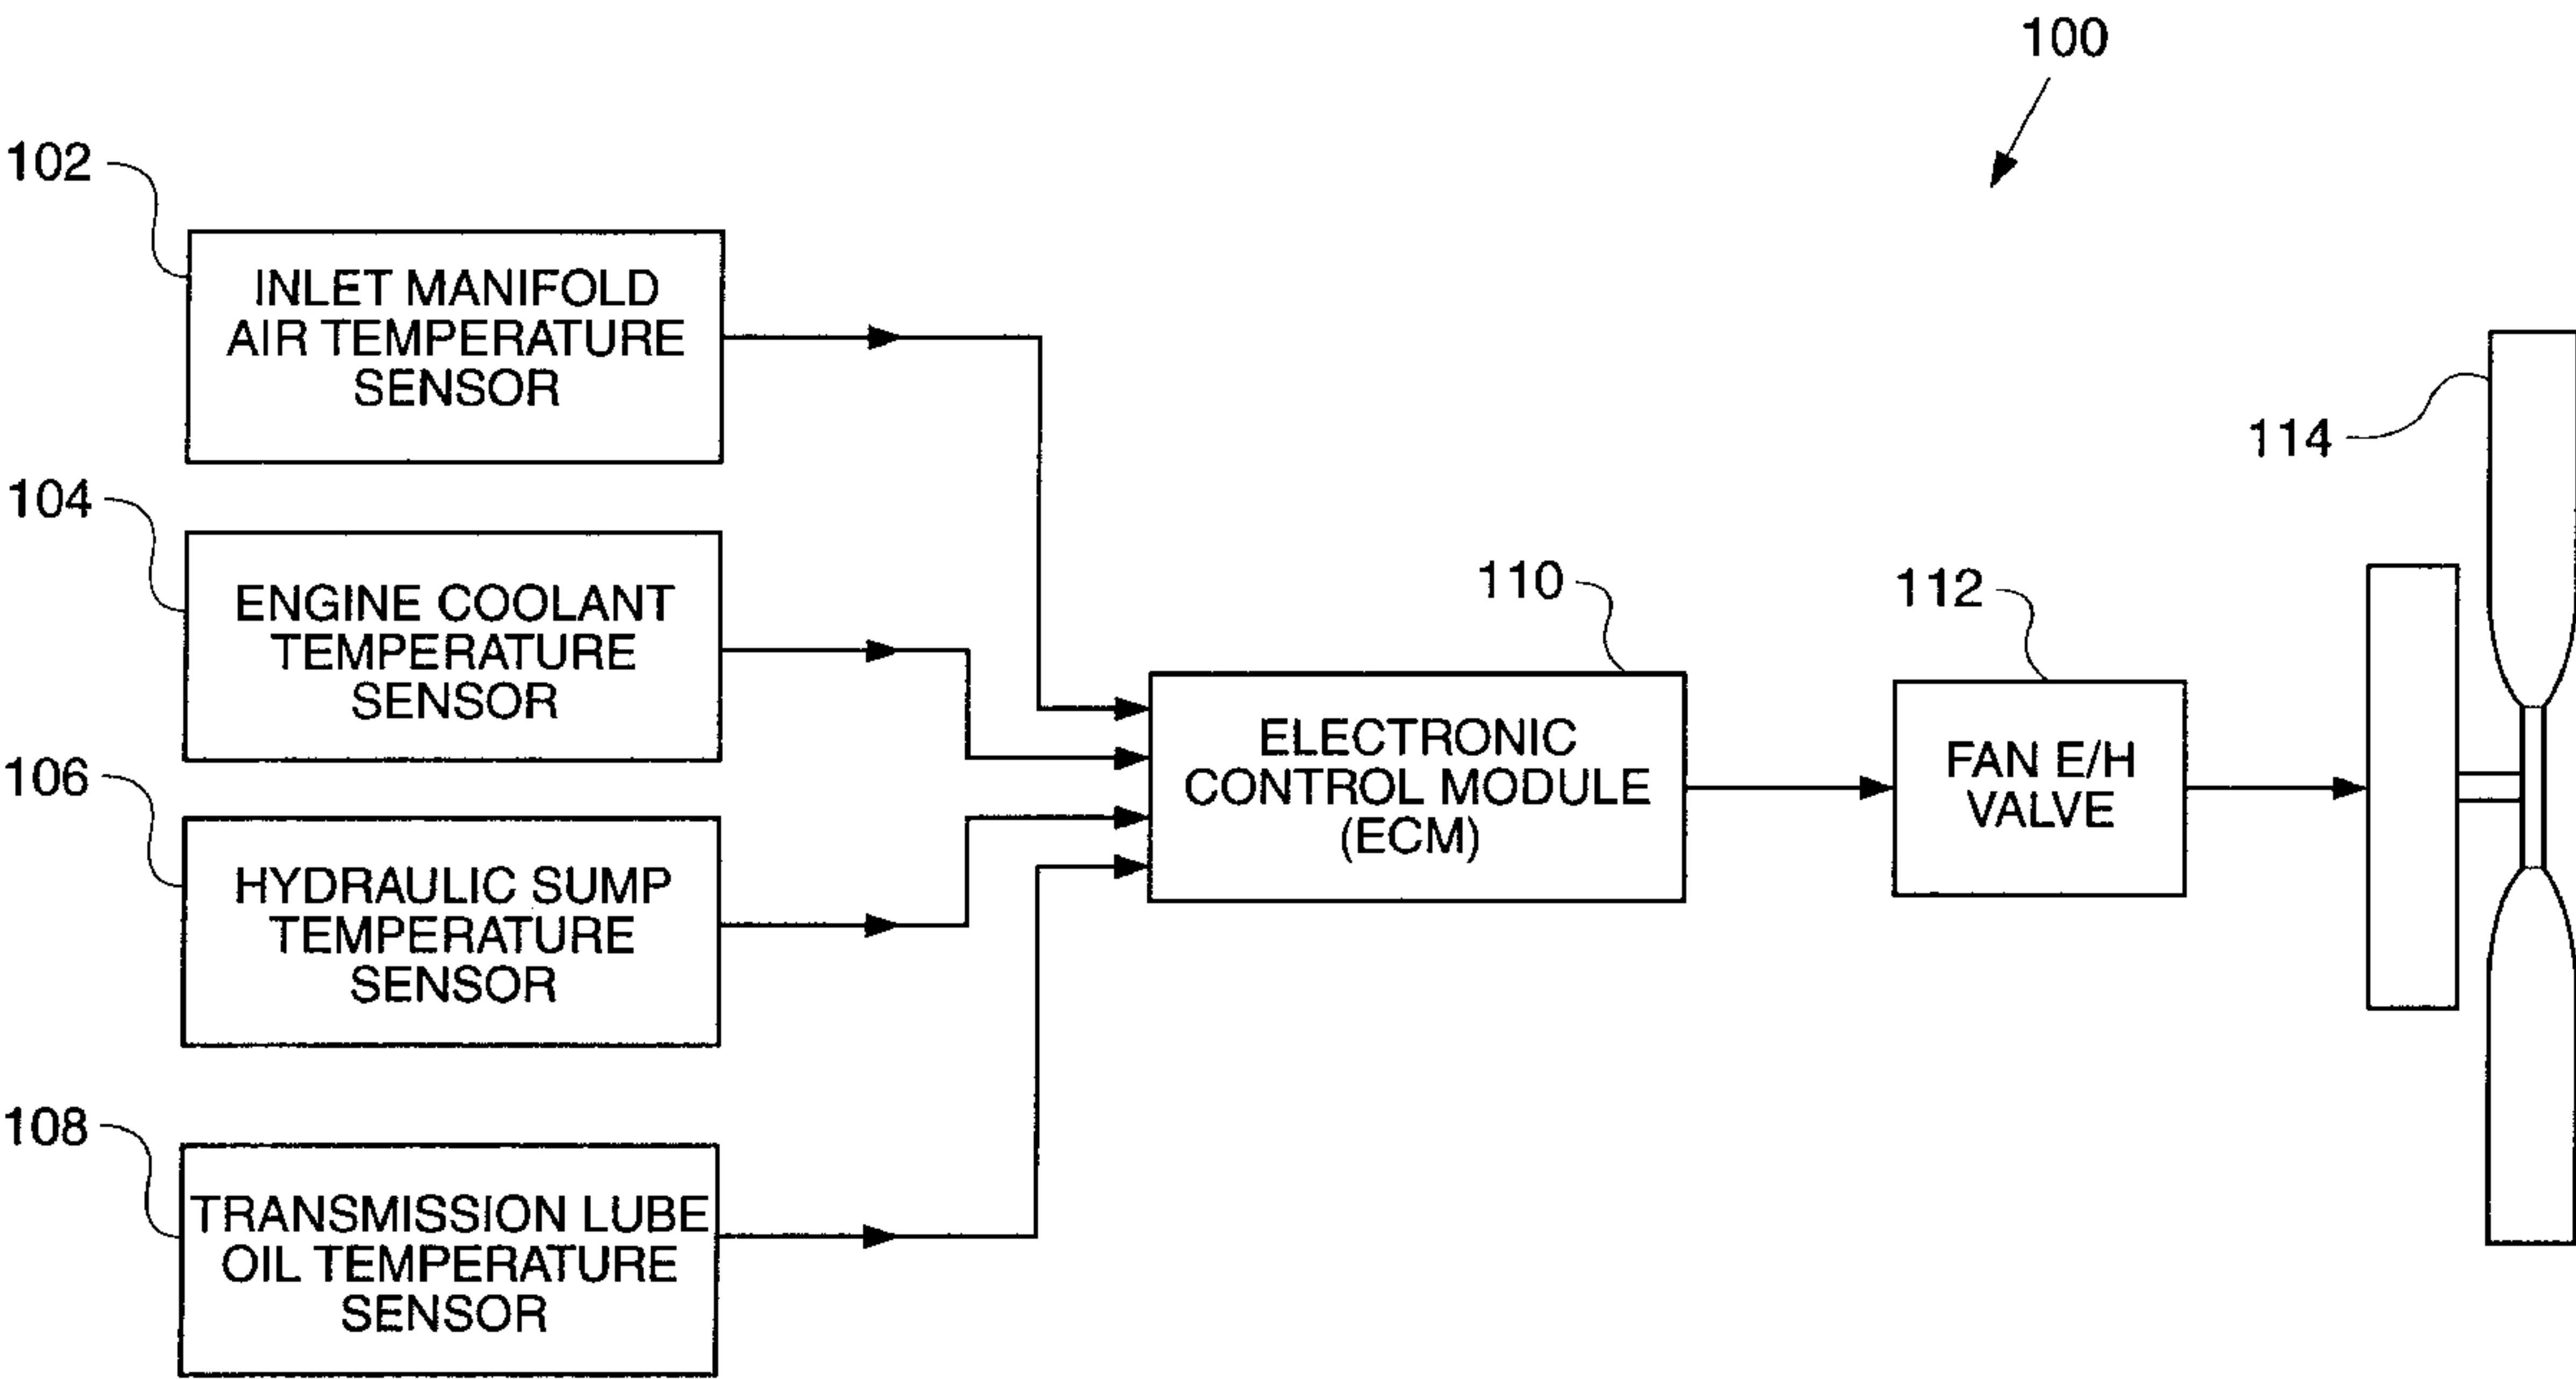 100
102
INLET MANIFOLD
AIR TEMPERATURE
SENSOR
114
104
ENGINE COOLANT
TEMPERATURE
SENSOR
110
112
ELECTRONIC
CONTROL MODULE
(ECM)
FAN E/H
VALVE
106
HYDRAULIC SUMP
TEMPERATURE
SENSOR
108
TRANSMISSION LUBE
OIL TEMPERATURE
SENSOR